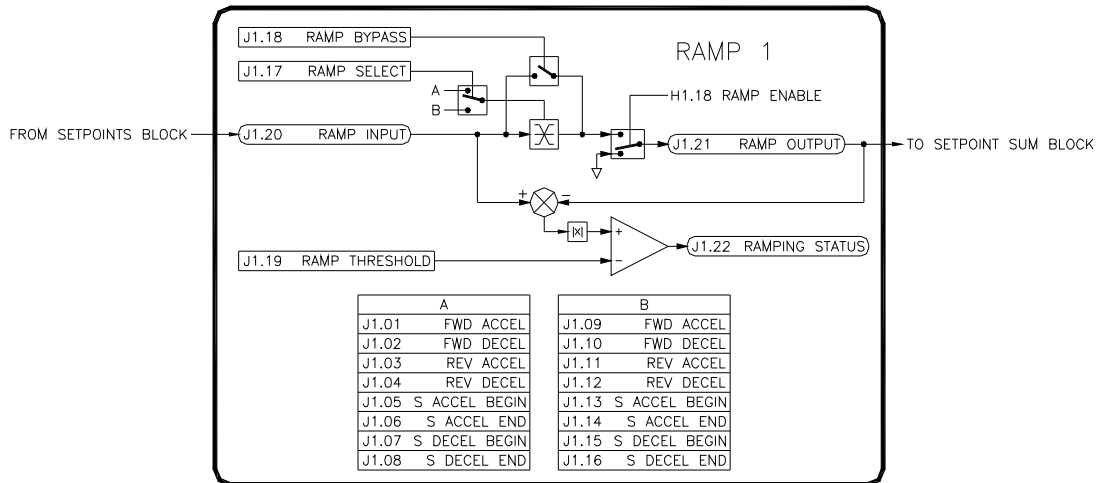 J1.18 RAMP BYPASS
RAMP 1
J1.17 RAMP SELECT
A
B
H1.18 RAMP ENABLE
FROM SETPOINTS BLOCK
J1.20 RAMP INPUT
J1.21 RAMP OUTPUT
TO SETPOINT SUM BLOCK
+
−
|X|
+
−
J1.22 RAMPING STATUS
J1.19 RAMP THRESHOLD
A
J1.01 FWD ACCEL
J1.02 FWD DECEL
J1.03 REV ACCEL
J1.04 REV DECEL
J1.05 S ACCEL BEGIN
J1.06 S ACCEL END
J1.07 S DECEL BEGIN
J1.08 S DECEL END
B
J1.09 FWD ACCEL
J1.10 FWD DECEL
J1.11 REV ACCEL
J1.12 REV DECEL
J1.13 S ACCEL BEGIN
J1.14 S ACCEL END
J1.15 S DECEL BEGIN
J1.16 S DECEL END